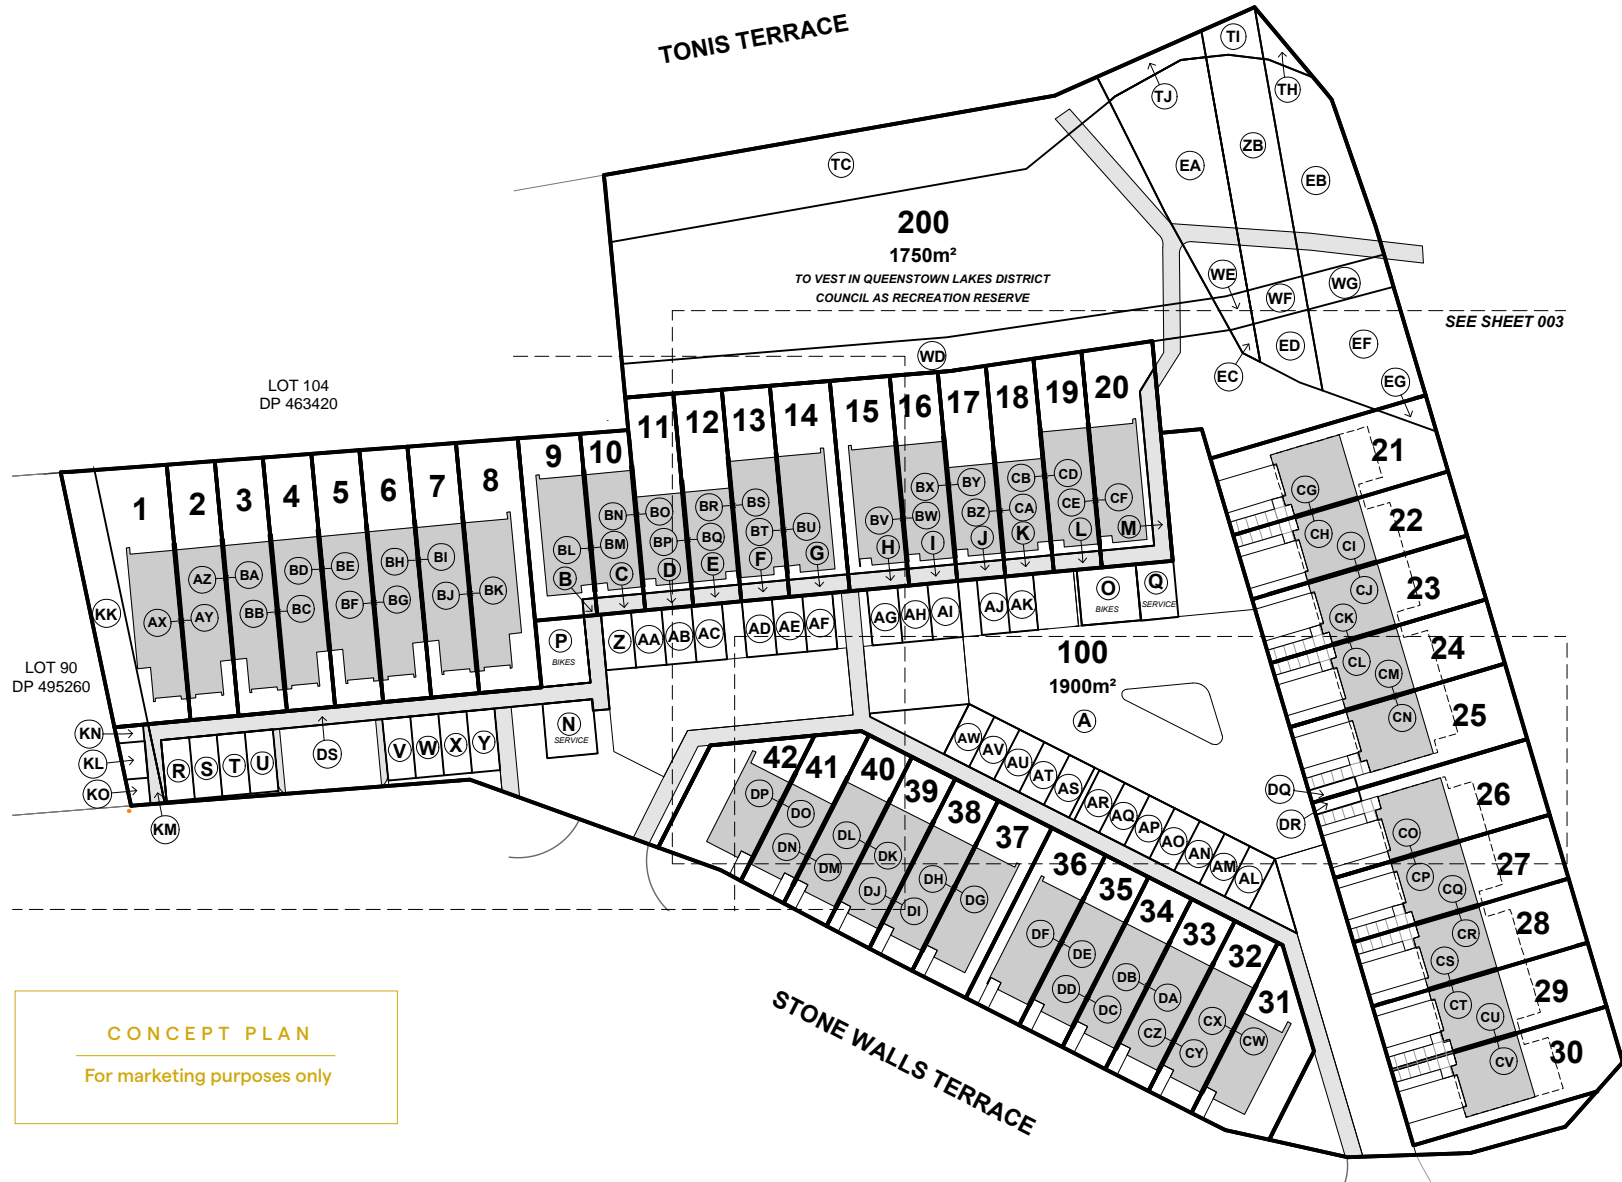 TONIS TERRACE
TI
TJ
TH
TC
EA
ZB
EB
200
1750m²
TO VEST IN QUEENSTOWN LAKES DISTRICT
COUNCIL AS RECREATION RESERVE
WE
WF
WG
SEE SHEET 003
WD
ED
EF
EC
EG
LOT 104
DP 463420
1
2
3
4
5
6
7
8
9
10
11
12
13
14
15
16
17
18
19
20
21
22
23
24
25
26
27
28
29
30
KK
AX
AY
AZ
BA
BB
BC
BD
BE
BF
BG
BH
BI
BJ
BK
BL
BM
BN
BO
BP
BQ
BR
BS
BT
BU
BV
BW
BX
BY
BZ
CA
CB
CD
CE
CF
B
C
D
E
F
G
H
I
J
K
L
M
CG
CH
CI
CJ
CK
CL
CM
CN
LOT 90
DP 495260
P
BIKES
Z
AA
AB
AC
AD
AE
AF
AG
AH
AI
AJ
AK
O
BIKES
Q
SERVICE
100
1900m²
A
KN
KL
KO
KM
R
S
T
U
DS
V
W
X
Y
N
SERVICE
AW
AV
AU
AT
AS
AR
AQ
AP
AO
AN
AM
AL
DQ
DR
42
41
40
39
38
37
36
35
34
33
32
31
DP
DO
DN
DM
DL
DK
DJ
DI
DH
DG
DF
DE
DD
DC
DB
DA
CZ
CY
CX
CW
CO
CP
CQ
CR
CS
CT
CU
CV
STONE WALLS TERRACE
CONCEPT PLAN
For marketing purposes only